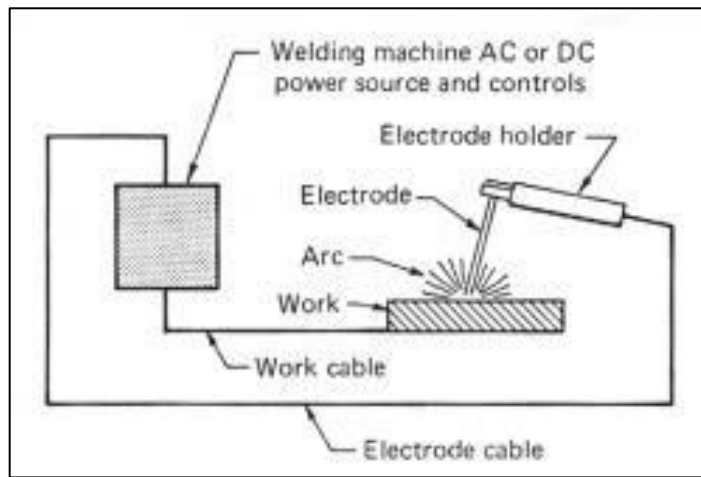 Welding machine AC or DC
power source and controls
Electrode holder
Electrode
Arc
Work
Work cable
Electrode cable